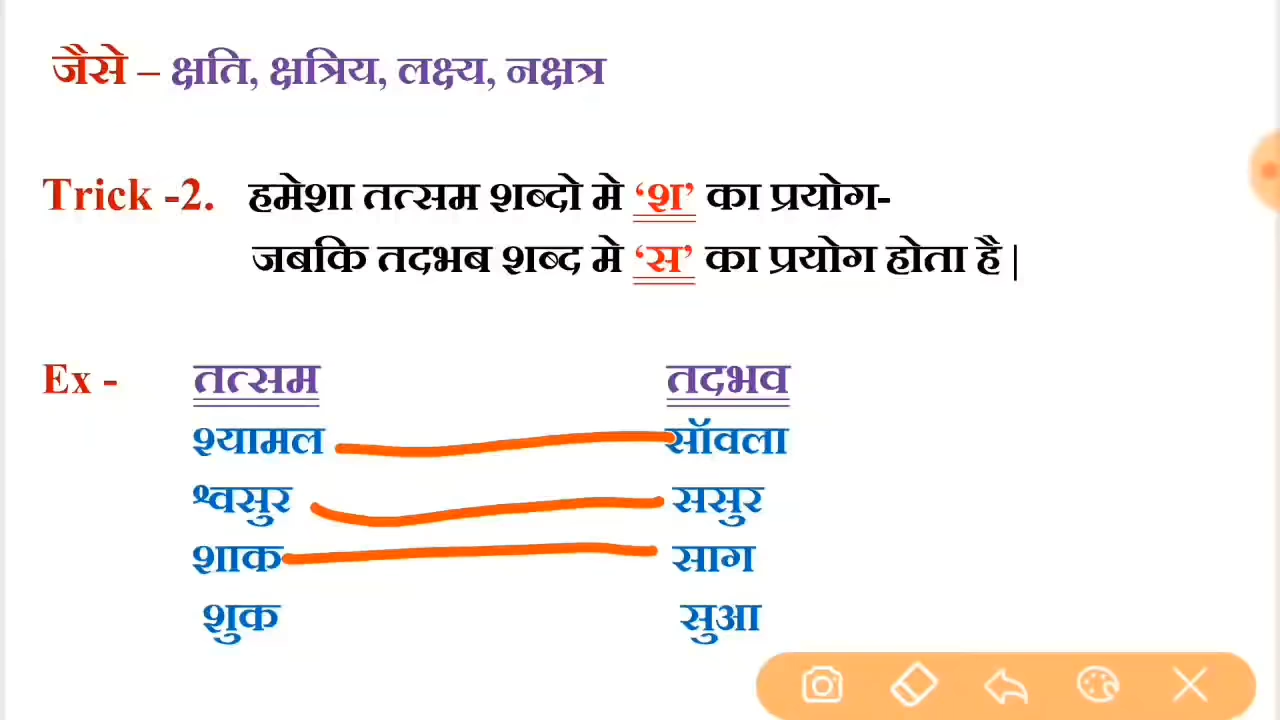 जैसे – क्षति, क्षत्रिय, लक्ष्य, नक्षत्र
Trick -2. हमेशा तत्सम शब्दो मे ‘श’ का प्रयोग-
जबकि तदभब शब्द मे ‘स’ का प्रयोग होता है|
Ex - तत्सम तदभव
श्यामल सॉवला
श्वसुर ससुर
शाक साग
शुक सुआ